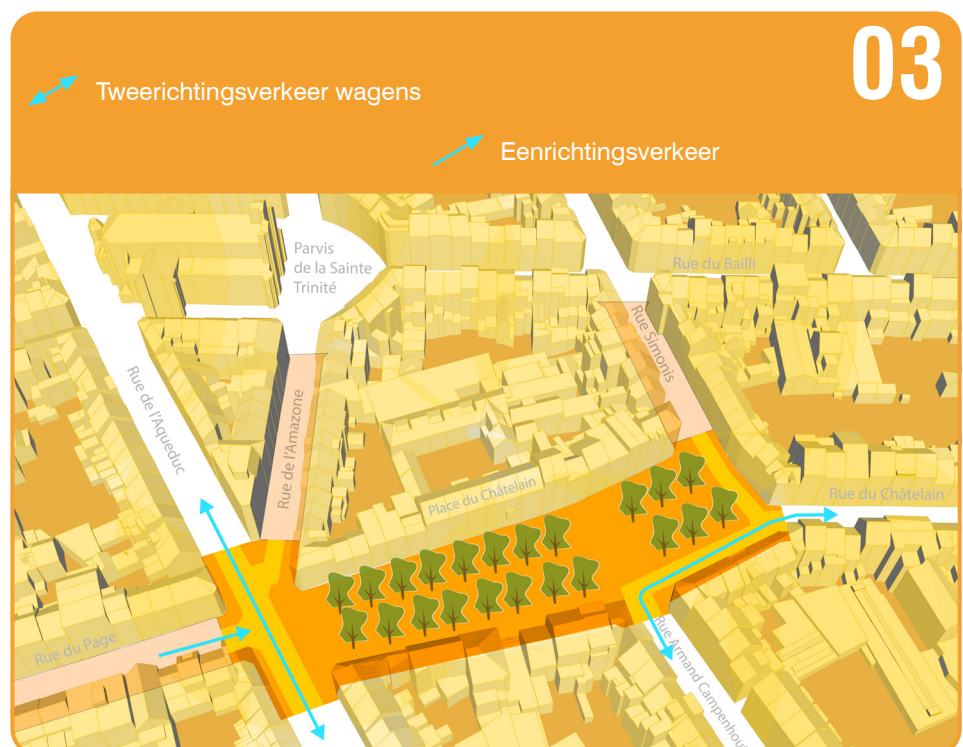 03
Tweerichtingsverkeer wagens
Eenrichtingsverkeer
Parvis
de la Sainte
Trinité
Rue du Bailli
Rue Simonis
Rue de l'Aqueduc
Rue de l'Amazone
Place du Châtelain
Rue du Châtelain
Rue du Page
Rue Armand Campenhout